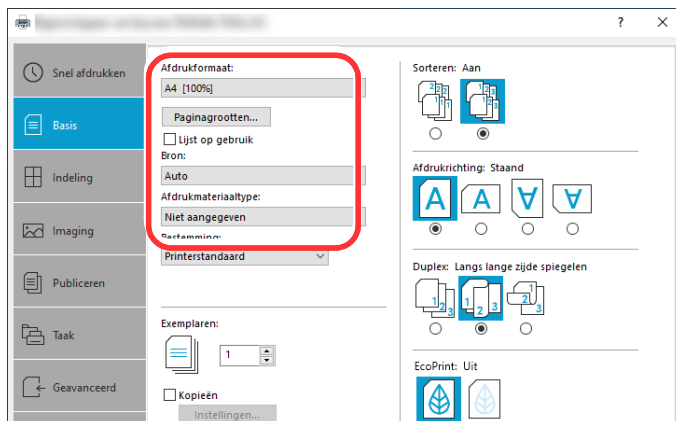 ?
Snel afdrukken
Basis
Indeling
Imaging
Publiceren
Taak
Geavanceerd
Afdrukformaat:
A4 [100%]
Paginagrootten...
Lijst op gebruik
Bron:
Auto
Afdrukmateriaaltype:
Niet aangegeven
Bestemming:
Printerstandaard
Exemplaren:
1
Kopieën
Instellingen...
Sorteren: Aan
Afdrukrichting: Staand
Duplex: Langs lange zijde spiegelen
EcoPrint: Uit